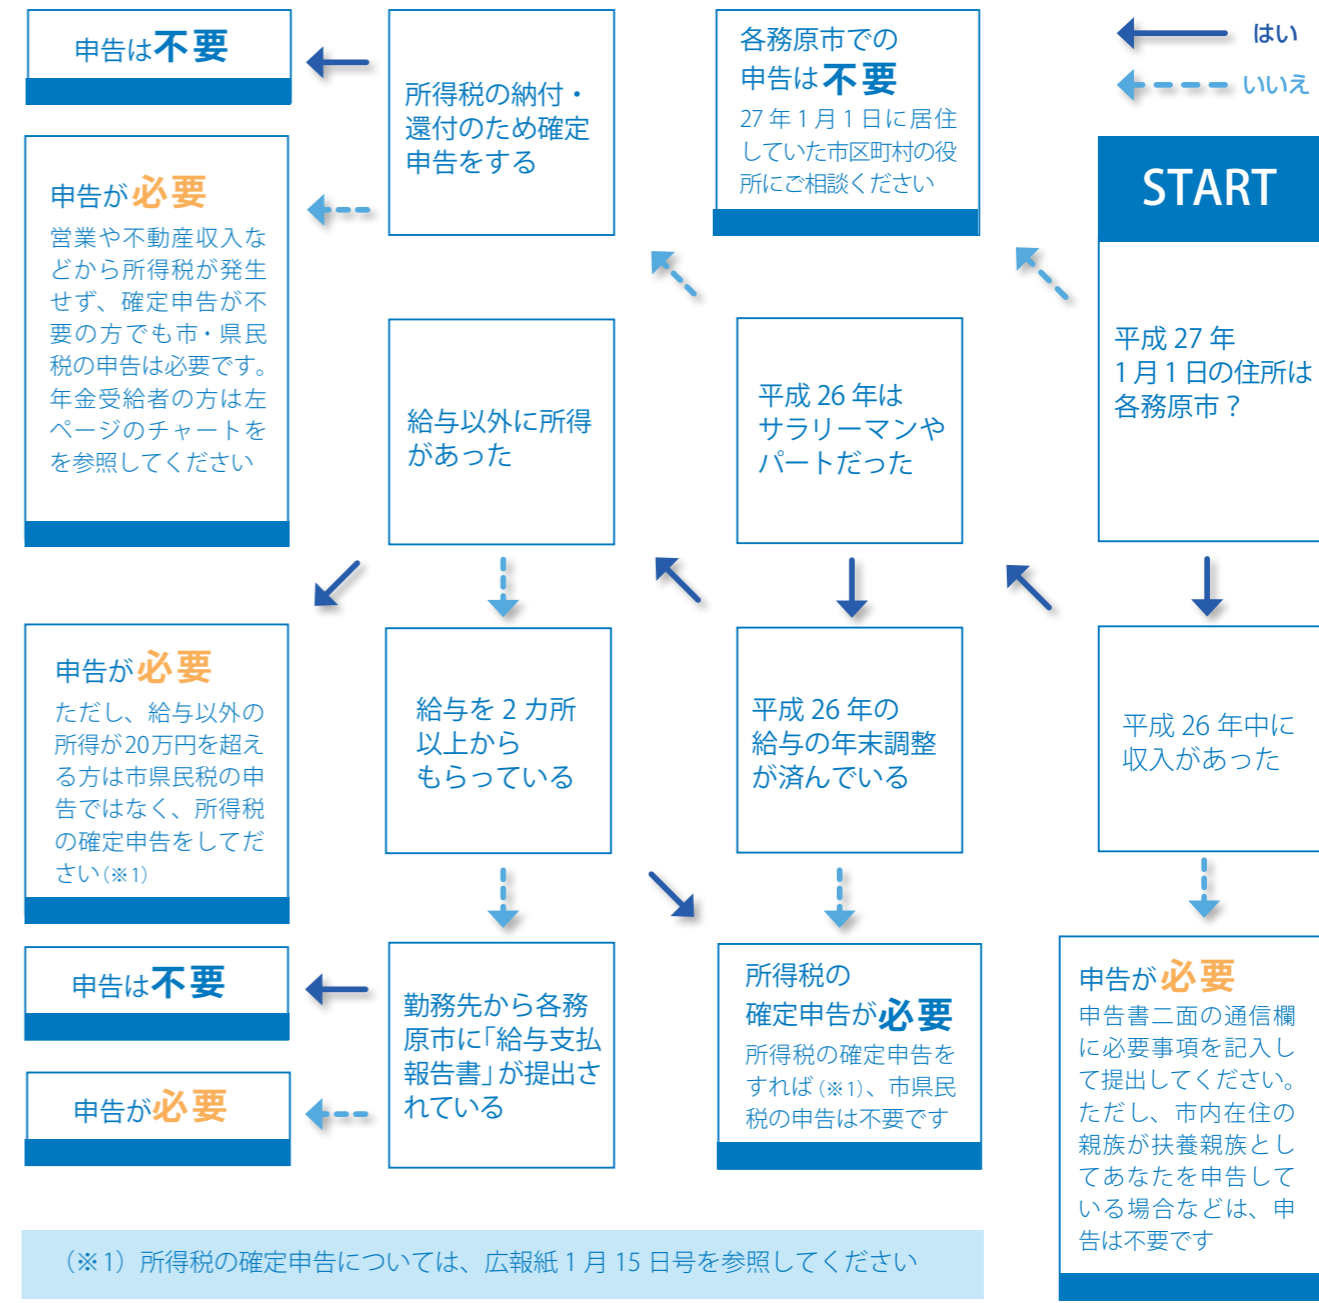 はい
いいえ
START
平成 27 年
1 月 1 日の住所は
各務原市？
平成 26 年中に
収入があった
申告が必要
申告書二面の通信欄
に必要事項を記入し
て提出してください。
ただし、市内在住の
親族が扶養親族とし
てあなたを申告して
いる場合などは、申
告は不要です
各務原市での
申告は不要
27 年 1 月 1 日に居住
していた市区町村の役
所にご相談ください
平成 26 年は
サラリーマンや
パートだった
平成 26 年の
給与の年末調整
が済んでいる
所得税の
確定申告が必要
所得税の確定申告を
すれば（※1）、市県民
税の申告は不要です
所得税の納付・
還付のため確定
申告をする
給与以外に所得
があった
給与を 2 カ所
以上から
もらっている
勤務先から各務
原市に「給与支払
報告書」が提出さ
れている
申告は不要
申告が必要
営業や不動産収入な
どから所得税が発生
せず、確定申告が不
要の方でも市・県民
税の申告は必要です。
年金受給者の方は左
ページのチャートを
を参照してください
申告が必要
ただし、給与以外の
所得が20万円を超え
る方は市県民税の申
告ではなく、所得税
の確定申告をしてだ
さい（※1）
申告は不要
申告が必要
（※1）所得税の確定申告については、広報紙 1 月 15 日号を参照してください